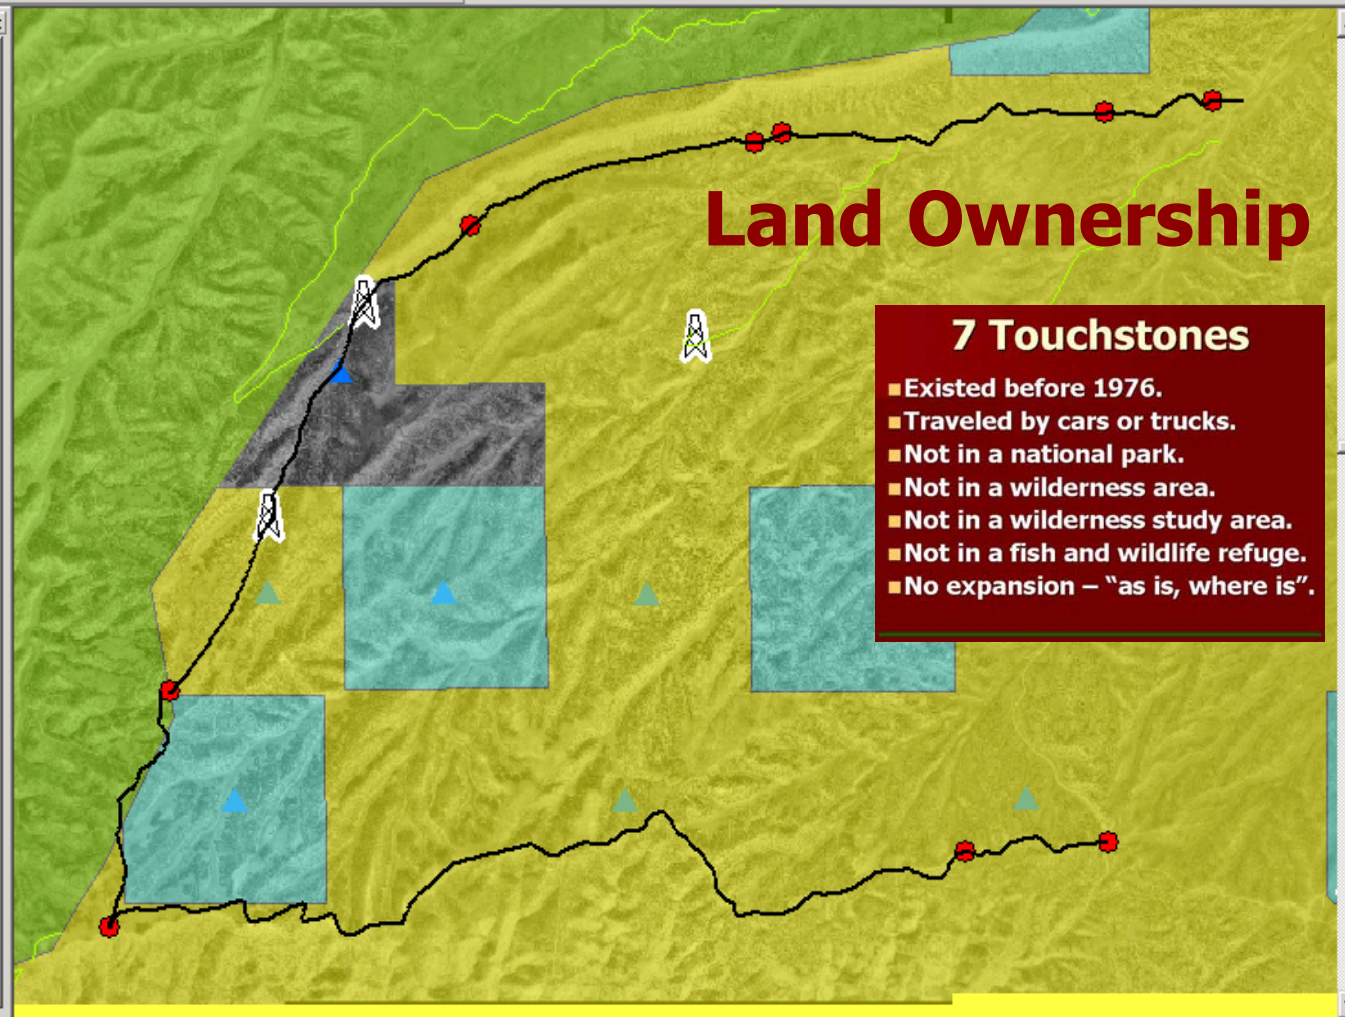 Land Ownership
7 Touchstones
Existed before 1976.
Traveled by cars or trucks.
Not in a national park.
Not in a wilderness area.
Not in a wilderness study area.
Not in a fish and wildlife refuge.
No expansion – “as is, where is”.